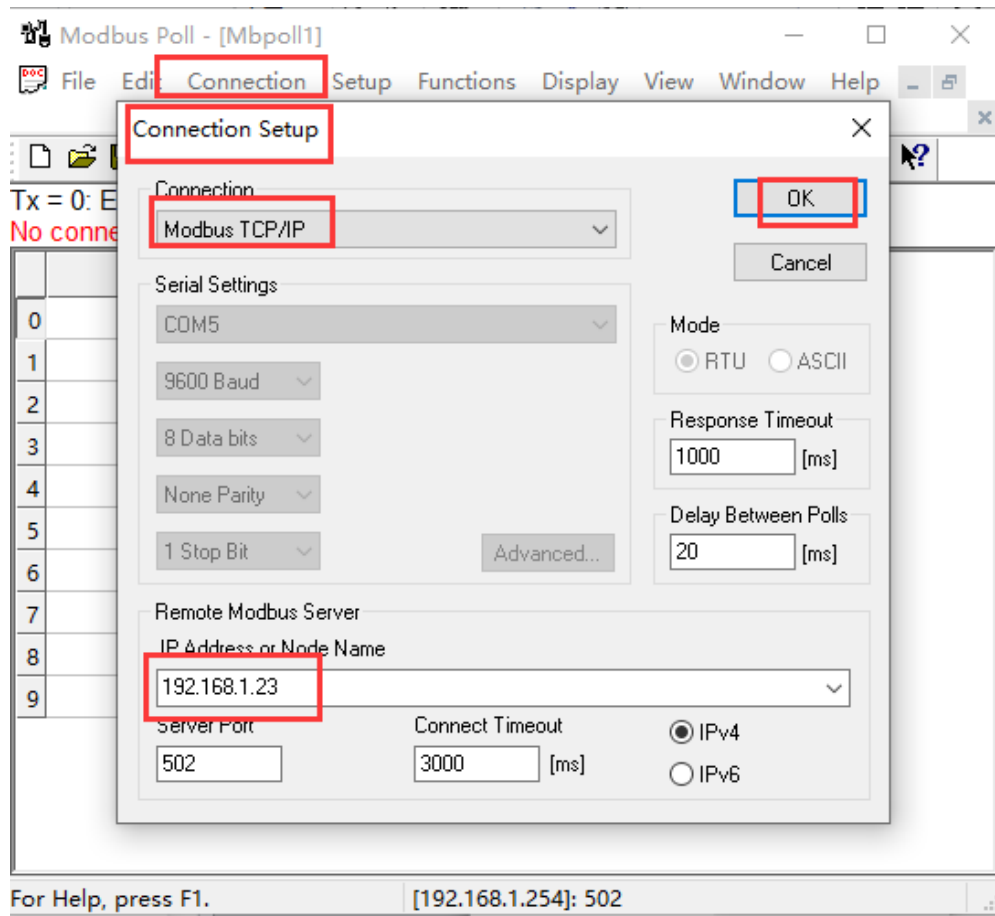 Modbus Poll - [Mbpoll1]
File Edit Connection Setup Functions Display View Window Help
Connection Setup
Tx = 0: E
No conne
Connection
Modbus TCP/IP
OK
Cancel
Serial Settings
COM5
Mode
RTU ASCII
9600 Baud
8 Data bits
Response Timeout
1000 [ms]
None Parity
Delay Between Polls
20 [ms]
1 Stop Bit
Advanced...
0
1
2
3
4
5
6
7
8
9
Remote Modbus Server
IP Address or Node Name
192.168.1.23
Server Port Connect Timeout
IPv4
502 3000 [ms]
IPv6
For Help, press F1. [192.168.1.254]: 502